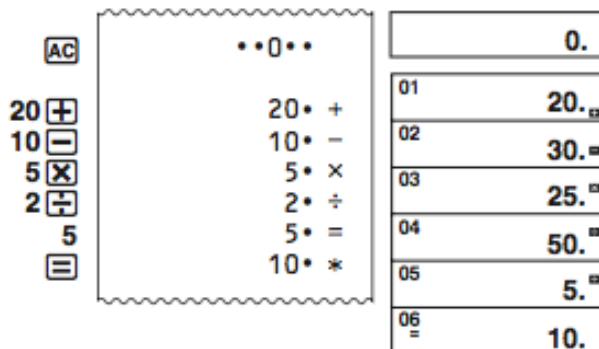 AC ••0•• 0.
20 + 20• + 01 20. +
10 − 10• − 02 30. −
5 × 5• × 03 25. ×
2 ÷ 2• ÷ 04 50. ÷
5 5• = 05 5.
= 10• * 06 = 10.